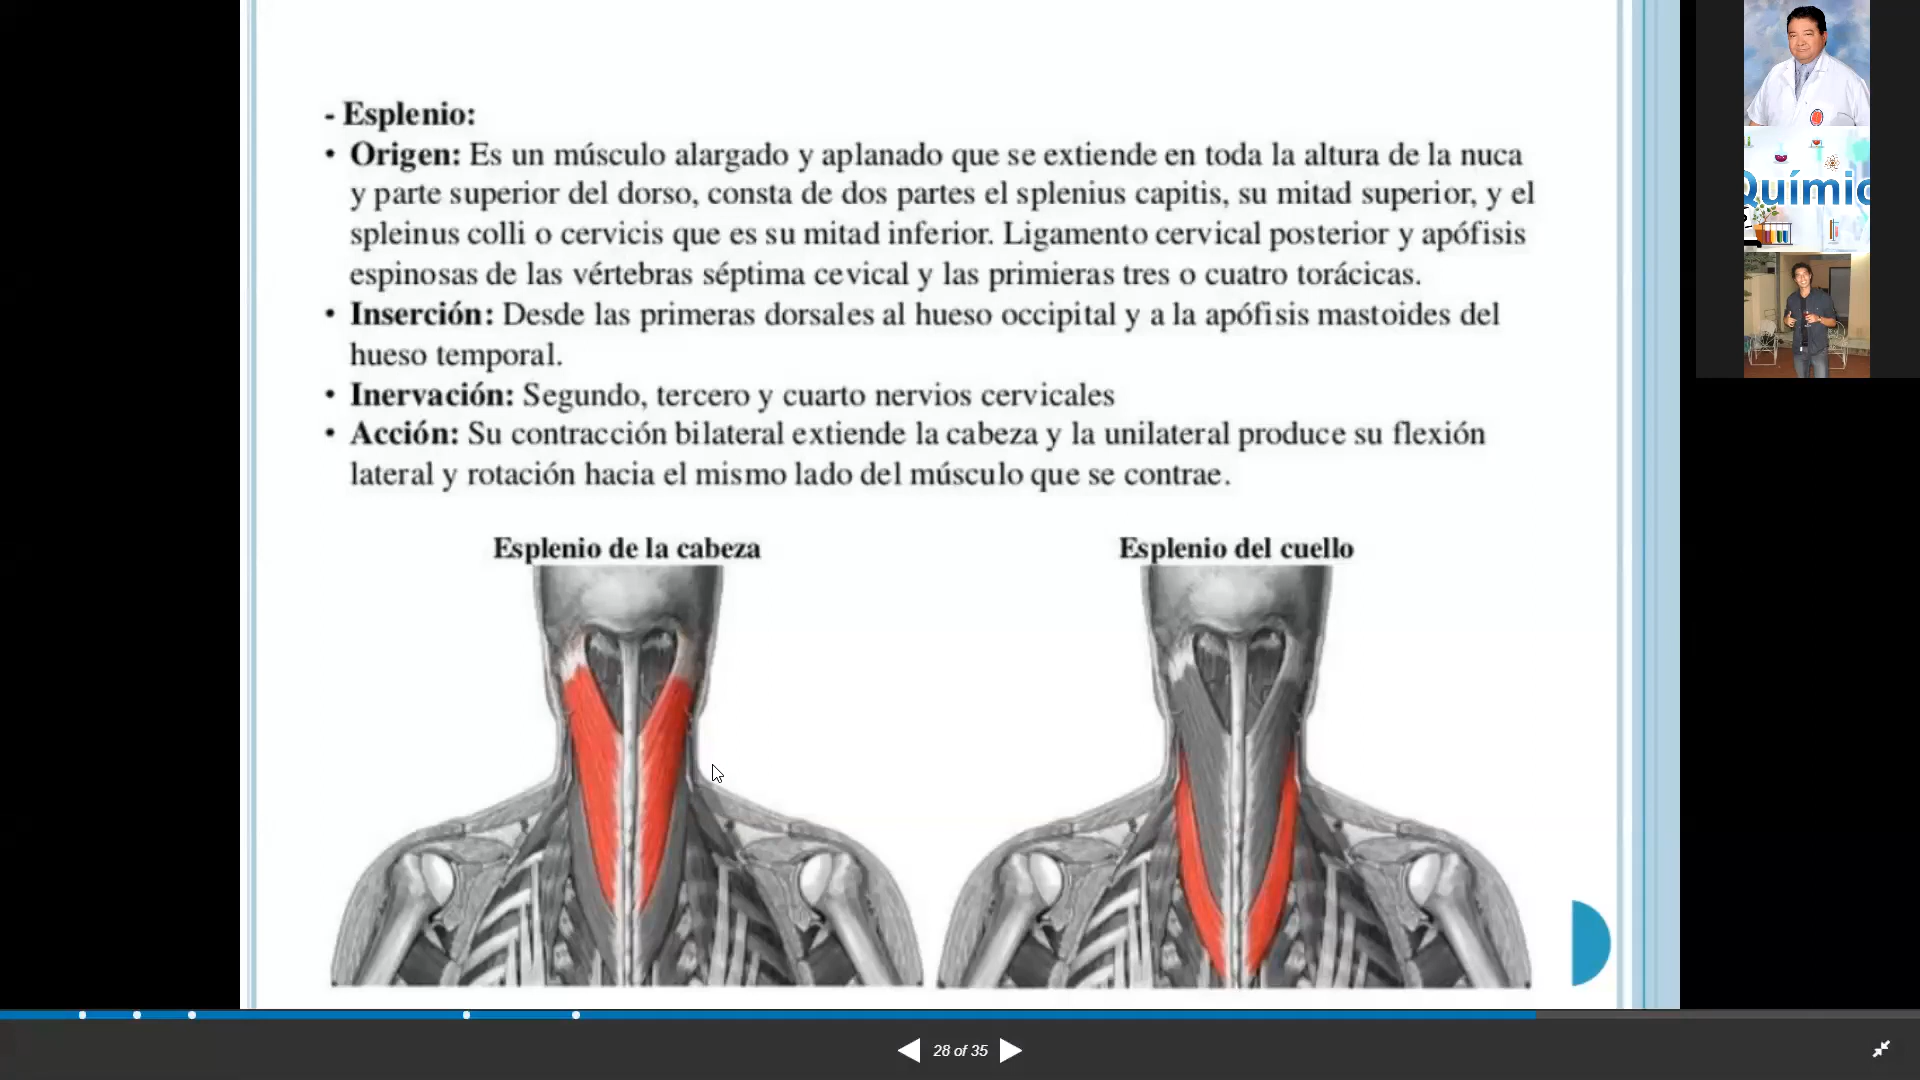 - Esplenio:
• Origen: Es un músculo alargado y aplanado que se extiende en toda la altura de la nuca
y parte superior del dorso, consta de dos partes el splenius capitis, su mitad superior, y el
spleinus colli o cervicis que es su mitad inferior. Ligamento cervical posterior y apófisis
espinosas de las vértebras séptima cevical y las primieras tres o cuatro torácicas.
• Inserción: Desde las primeras dorsales al hueso occipital y a la apófisis mastoides del
hueso temporal.
• Inervación: Segundo, tercero y cuarto nervios cervicales
• Acción: Su contracción bilateral extiende la cabeza y la unilateral produce su flexión
lateral y rotación hacia el mismo lado del músculo que se contrae.
Esplenio de la cabeza
Esplenio del cuello
Químic
28 of 35